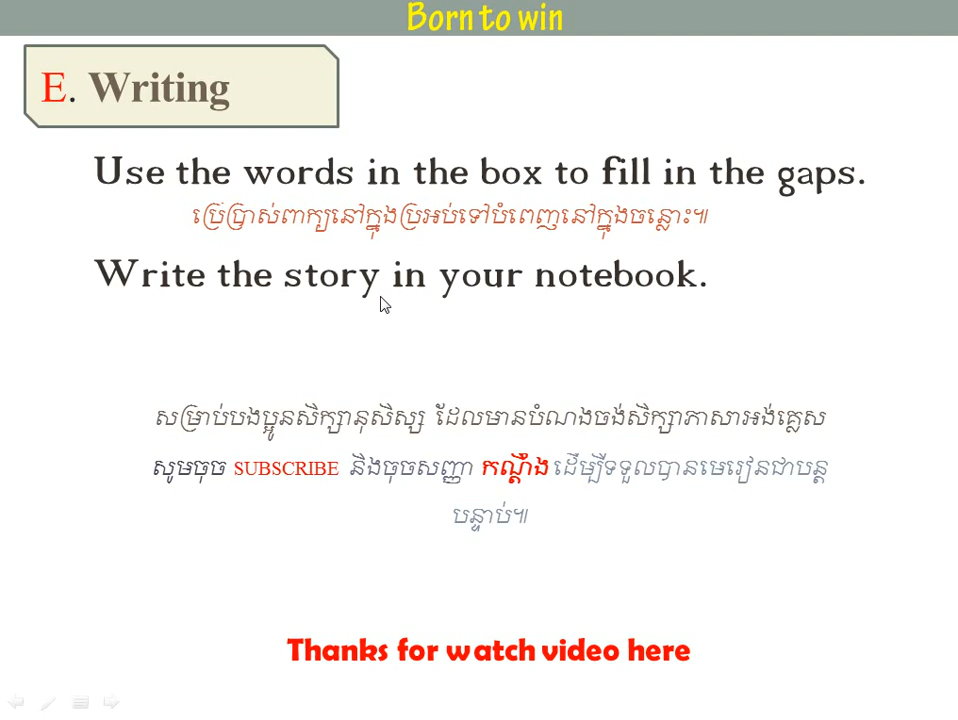 Born to win
E. Writing
Use the words in the box to fill in the gaps.
ប្រើប្រាស់ពាក្យនៅក្នុងប្រអប់ទៅបំពេញនៅក្នុងចន្លោះ៕
Write the story in your notebook.
សម្រាប់បងប្អូនសិក្សានុសិស្ស ដែលមានបំណងចង់សិក្សាភាសាអង់គ្លេស
សូមចុច SUBSCRIBE និងចុចសញ្ញា កណ្ដឹង ដើម្បីទទួលបានមេរៀនជាបន្ត
បន្ទាប់៕
Thanks for watch video here